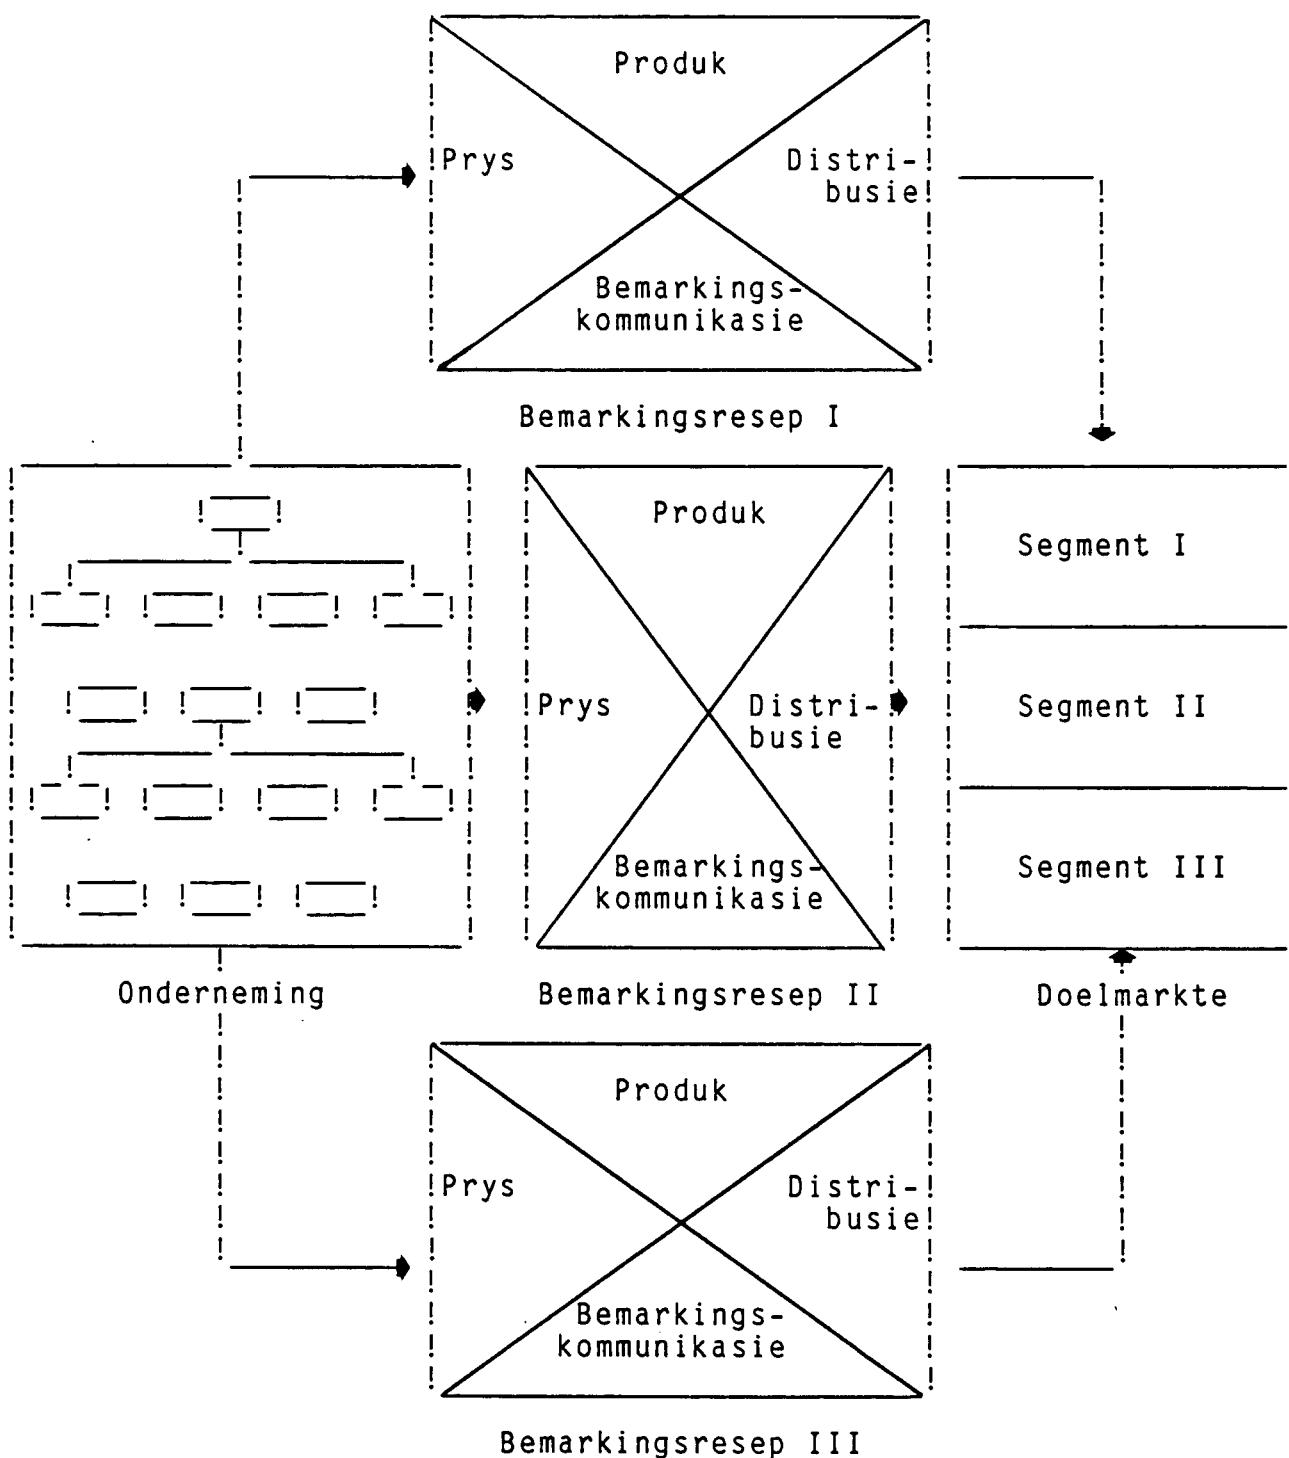 Produk
Prys
Distri-
busie
Bemarkings-
kommunikasie
Bemarkingsresep I
Produk
Prys
Distri-
busie
Bemarkings-
kommunikasie
Segment I
Segment II
Segment III
Onderneming
Bemarkingsresep II
Doelmarkte
Produk
Prys
Distri-
busie
Bemarkings-
kommunikasie
Bemarkingsresep III